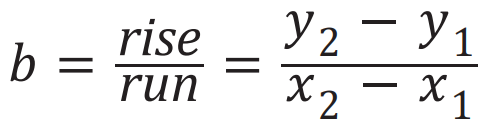 b = rise/run = (y₂ − y₁)/(x₂ − x₁)